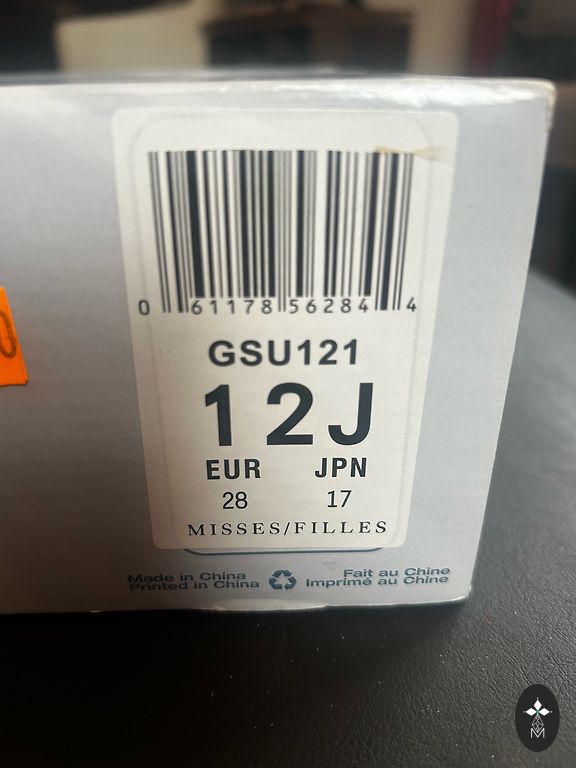 0 61178 56284 4
GSU121
12J
EUR JPN
28 17
MISSES/FILLES
Made in China Fait au Chine
Printed in China Imprimé au Chine
0
M